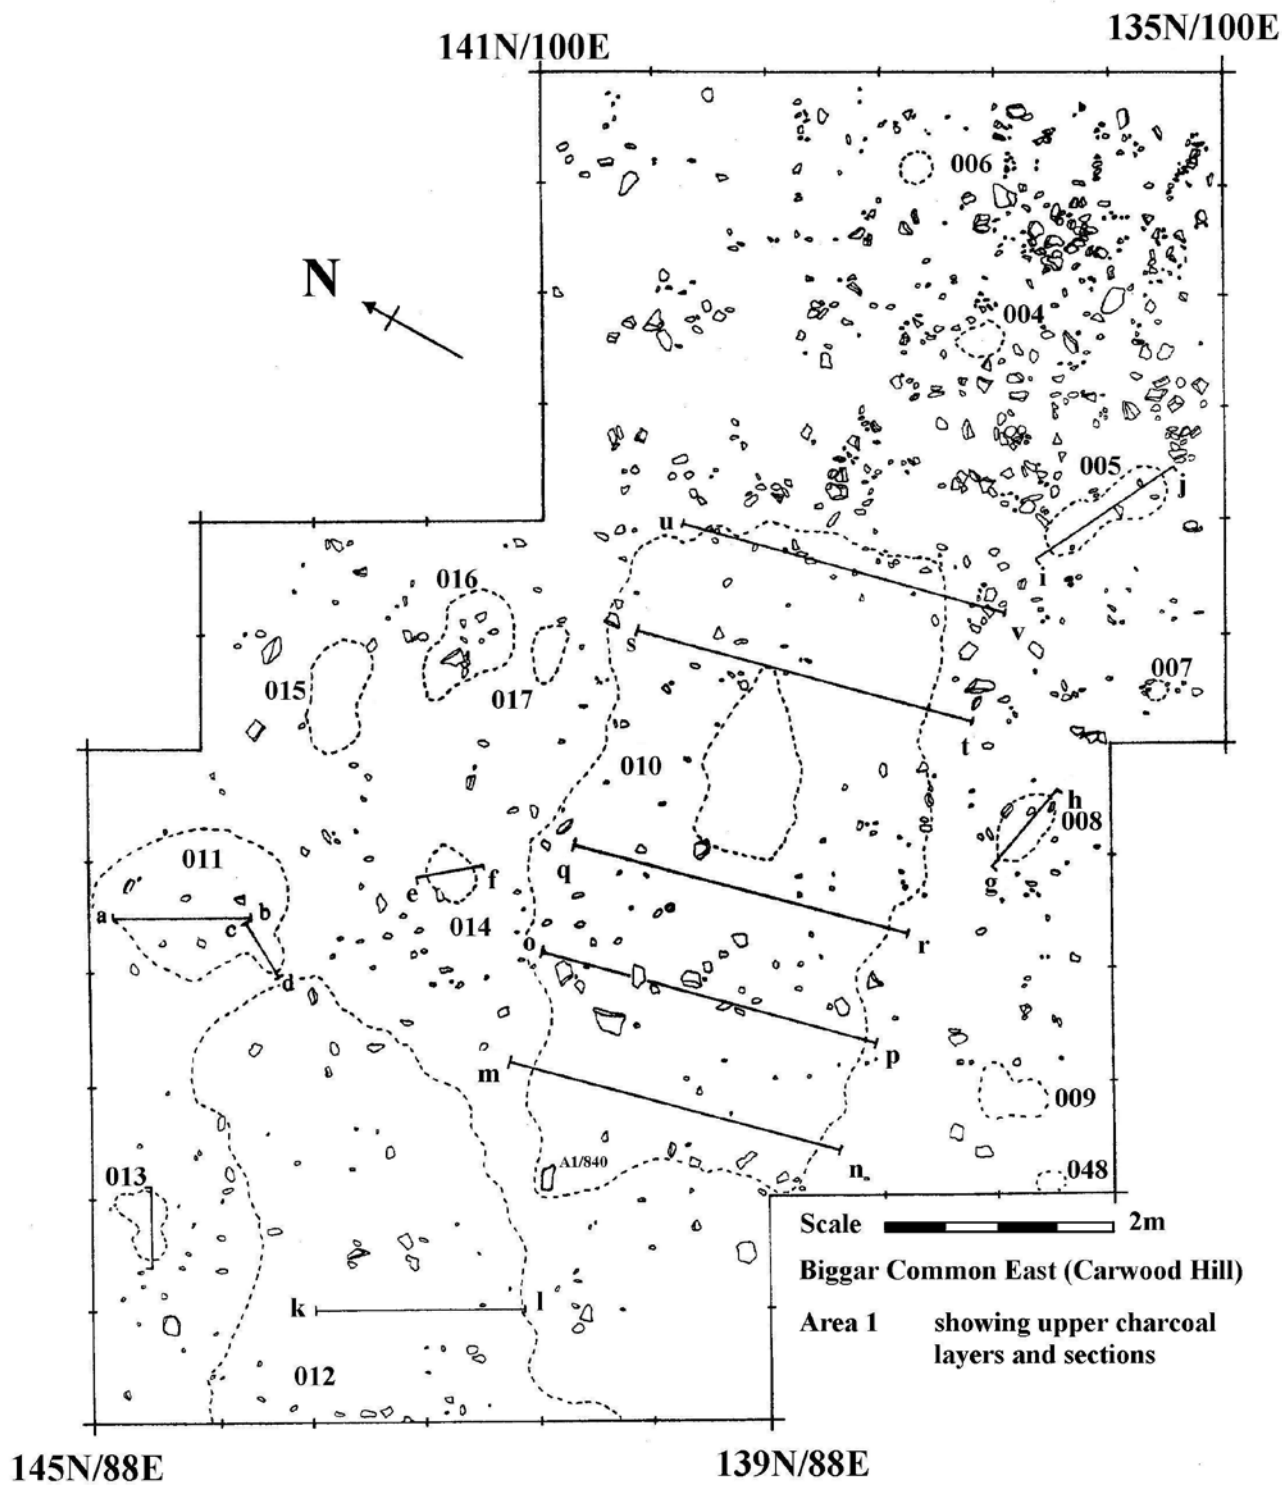 135N/100E
141N/100E
006
N
004
005
j
u
i
016
v
s
007
015
017
t
010
h
008
011
q
e
f
g
a
b
c
014
r
o
d
p
m
009
A1/840
n
048
013
Scale 2m
Biggar Common East (Carwood Hill)
k
l
Area 1 showing upper charcoal
layers and sections
012
145N/88E
139N/88E